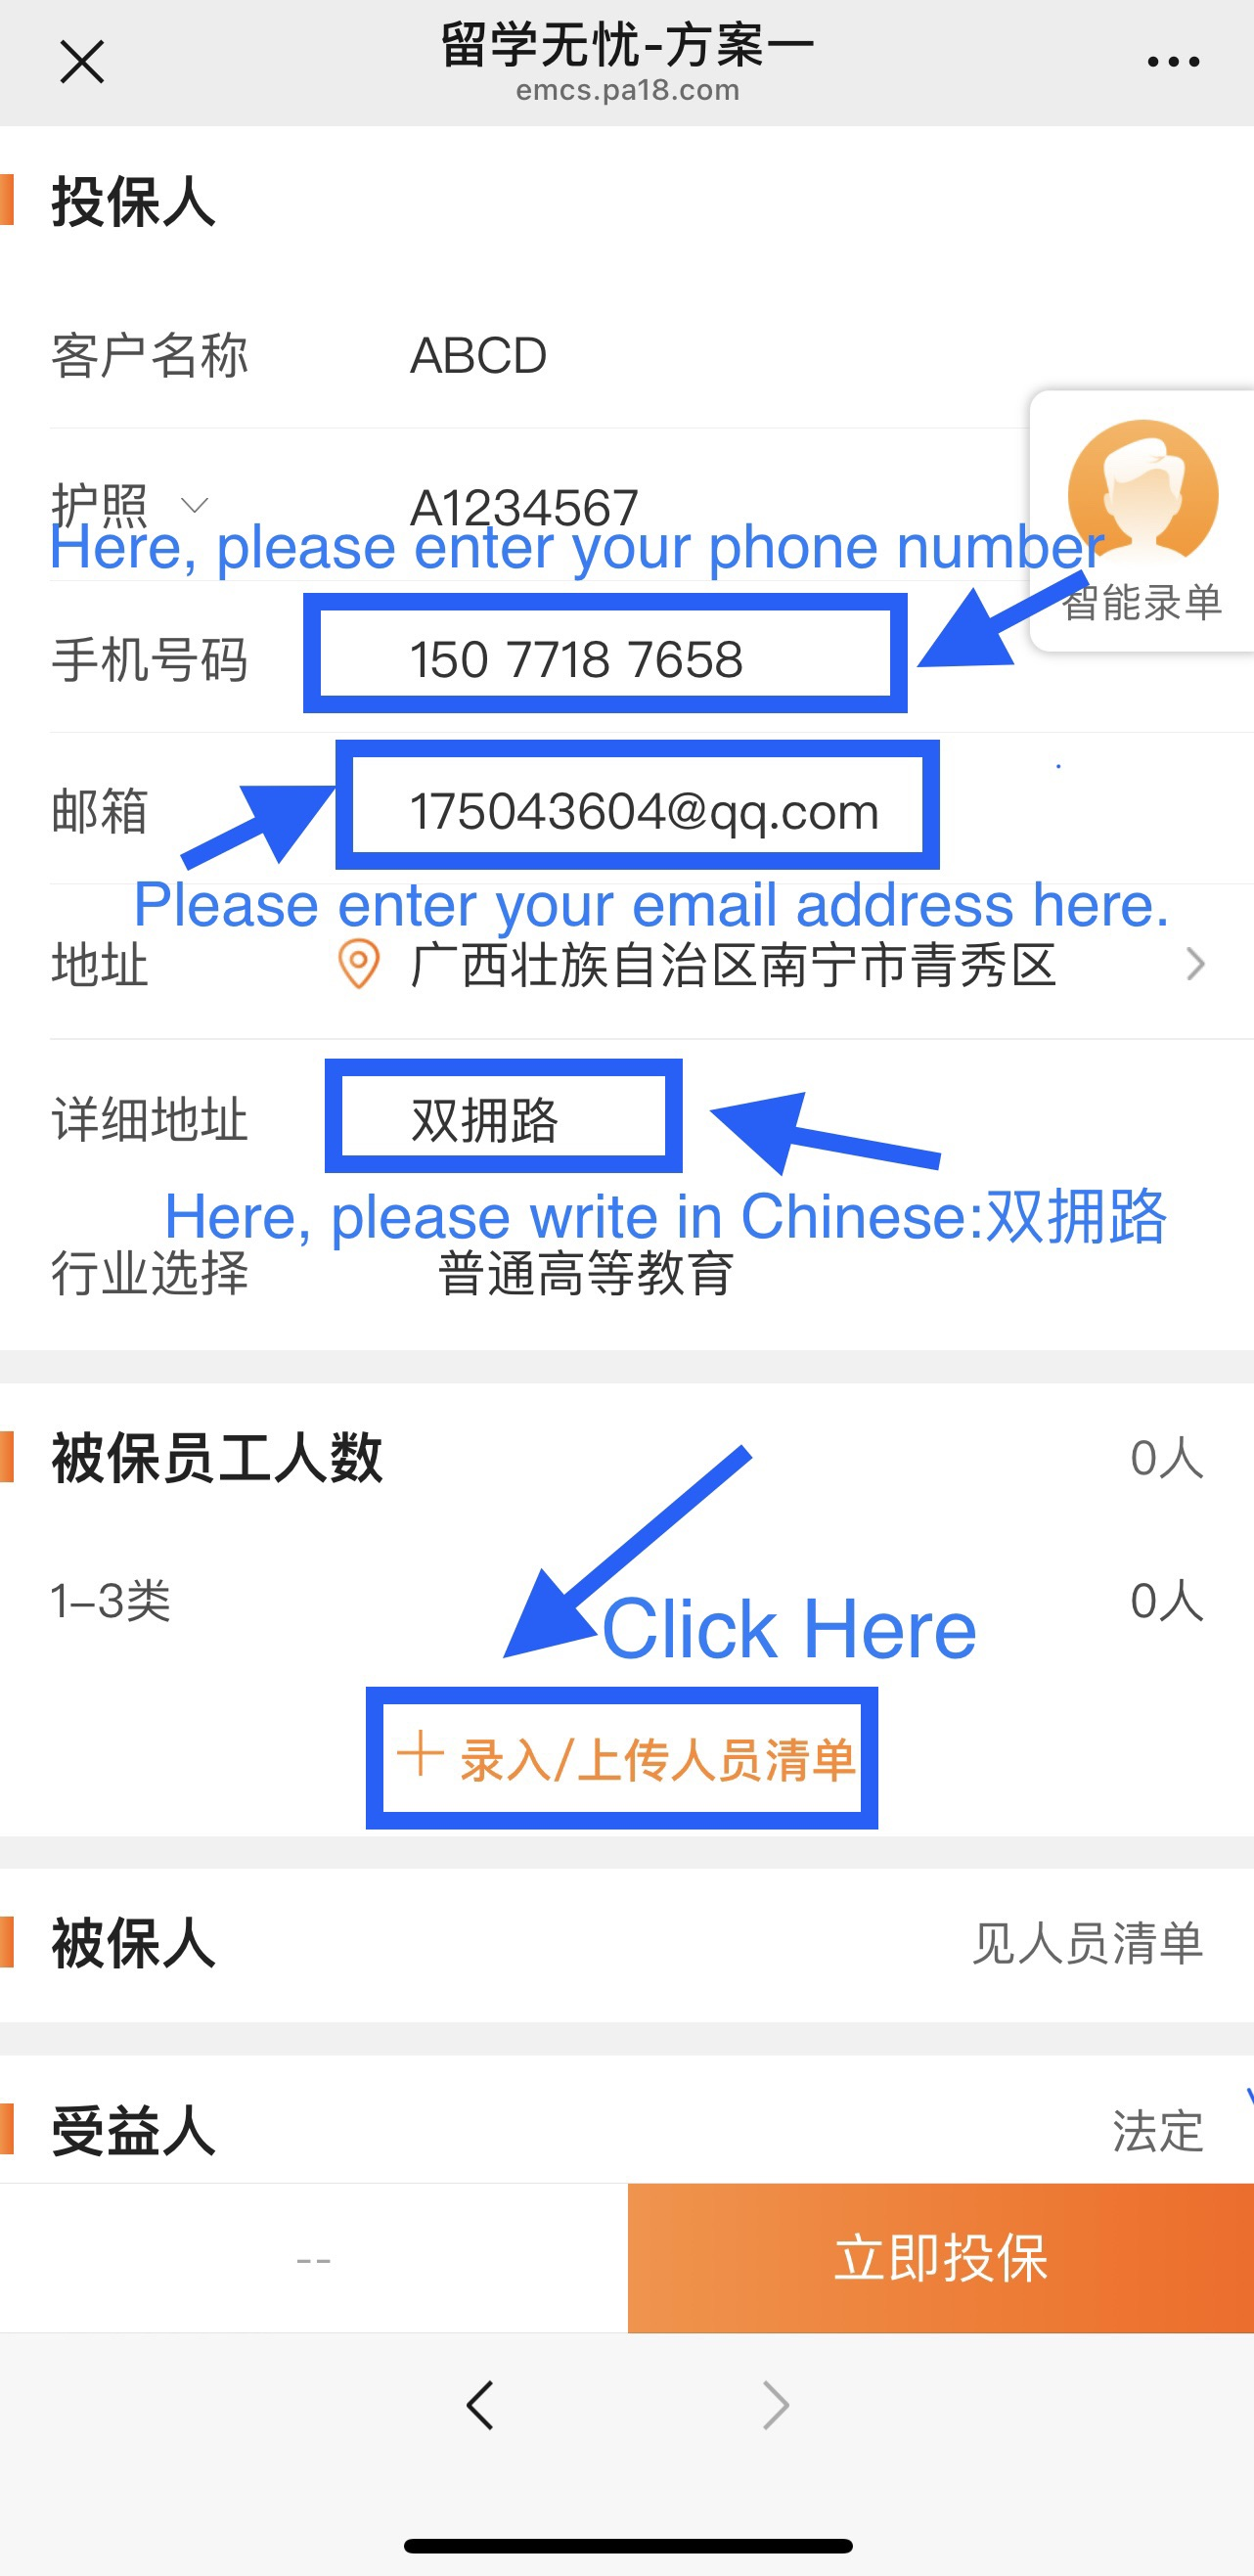 留学无忧-方案一
emcs.pa18.com
投保人
客户名称 ABCD
护照 A1234567
Here, please enter your phone number
智能录单
手机号码 150 7718 7658
邮箱 175043604@qq.com
Please enter your email address here.
地址 广西壮族自治区南宁市青秀区
详细地址 双拥路
Here, please write in Chinese:双拥路
行业选择 普通高等教育
被保员工人数 0人
1-3类 0人
Click Here
录入/上传人员清单
被保人 见人员清单
受益人 法定
-- 立即投保